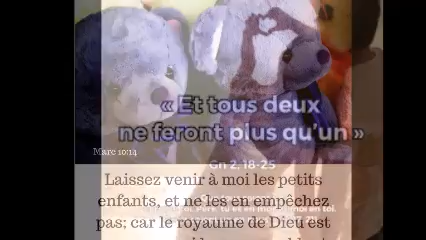 « Et tous deux
ne feront plus qu'un »
Marc 10:14
Gn 2, 18-25
Laissez venir à moi les petits
enfants, et ne les en empêchez
pas; car le royaume de Dieu est